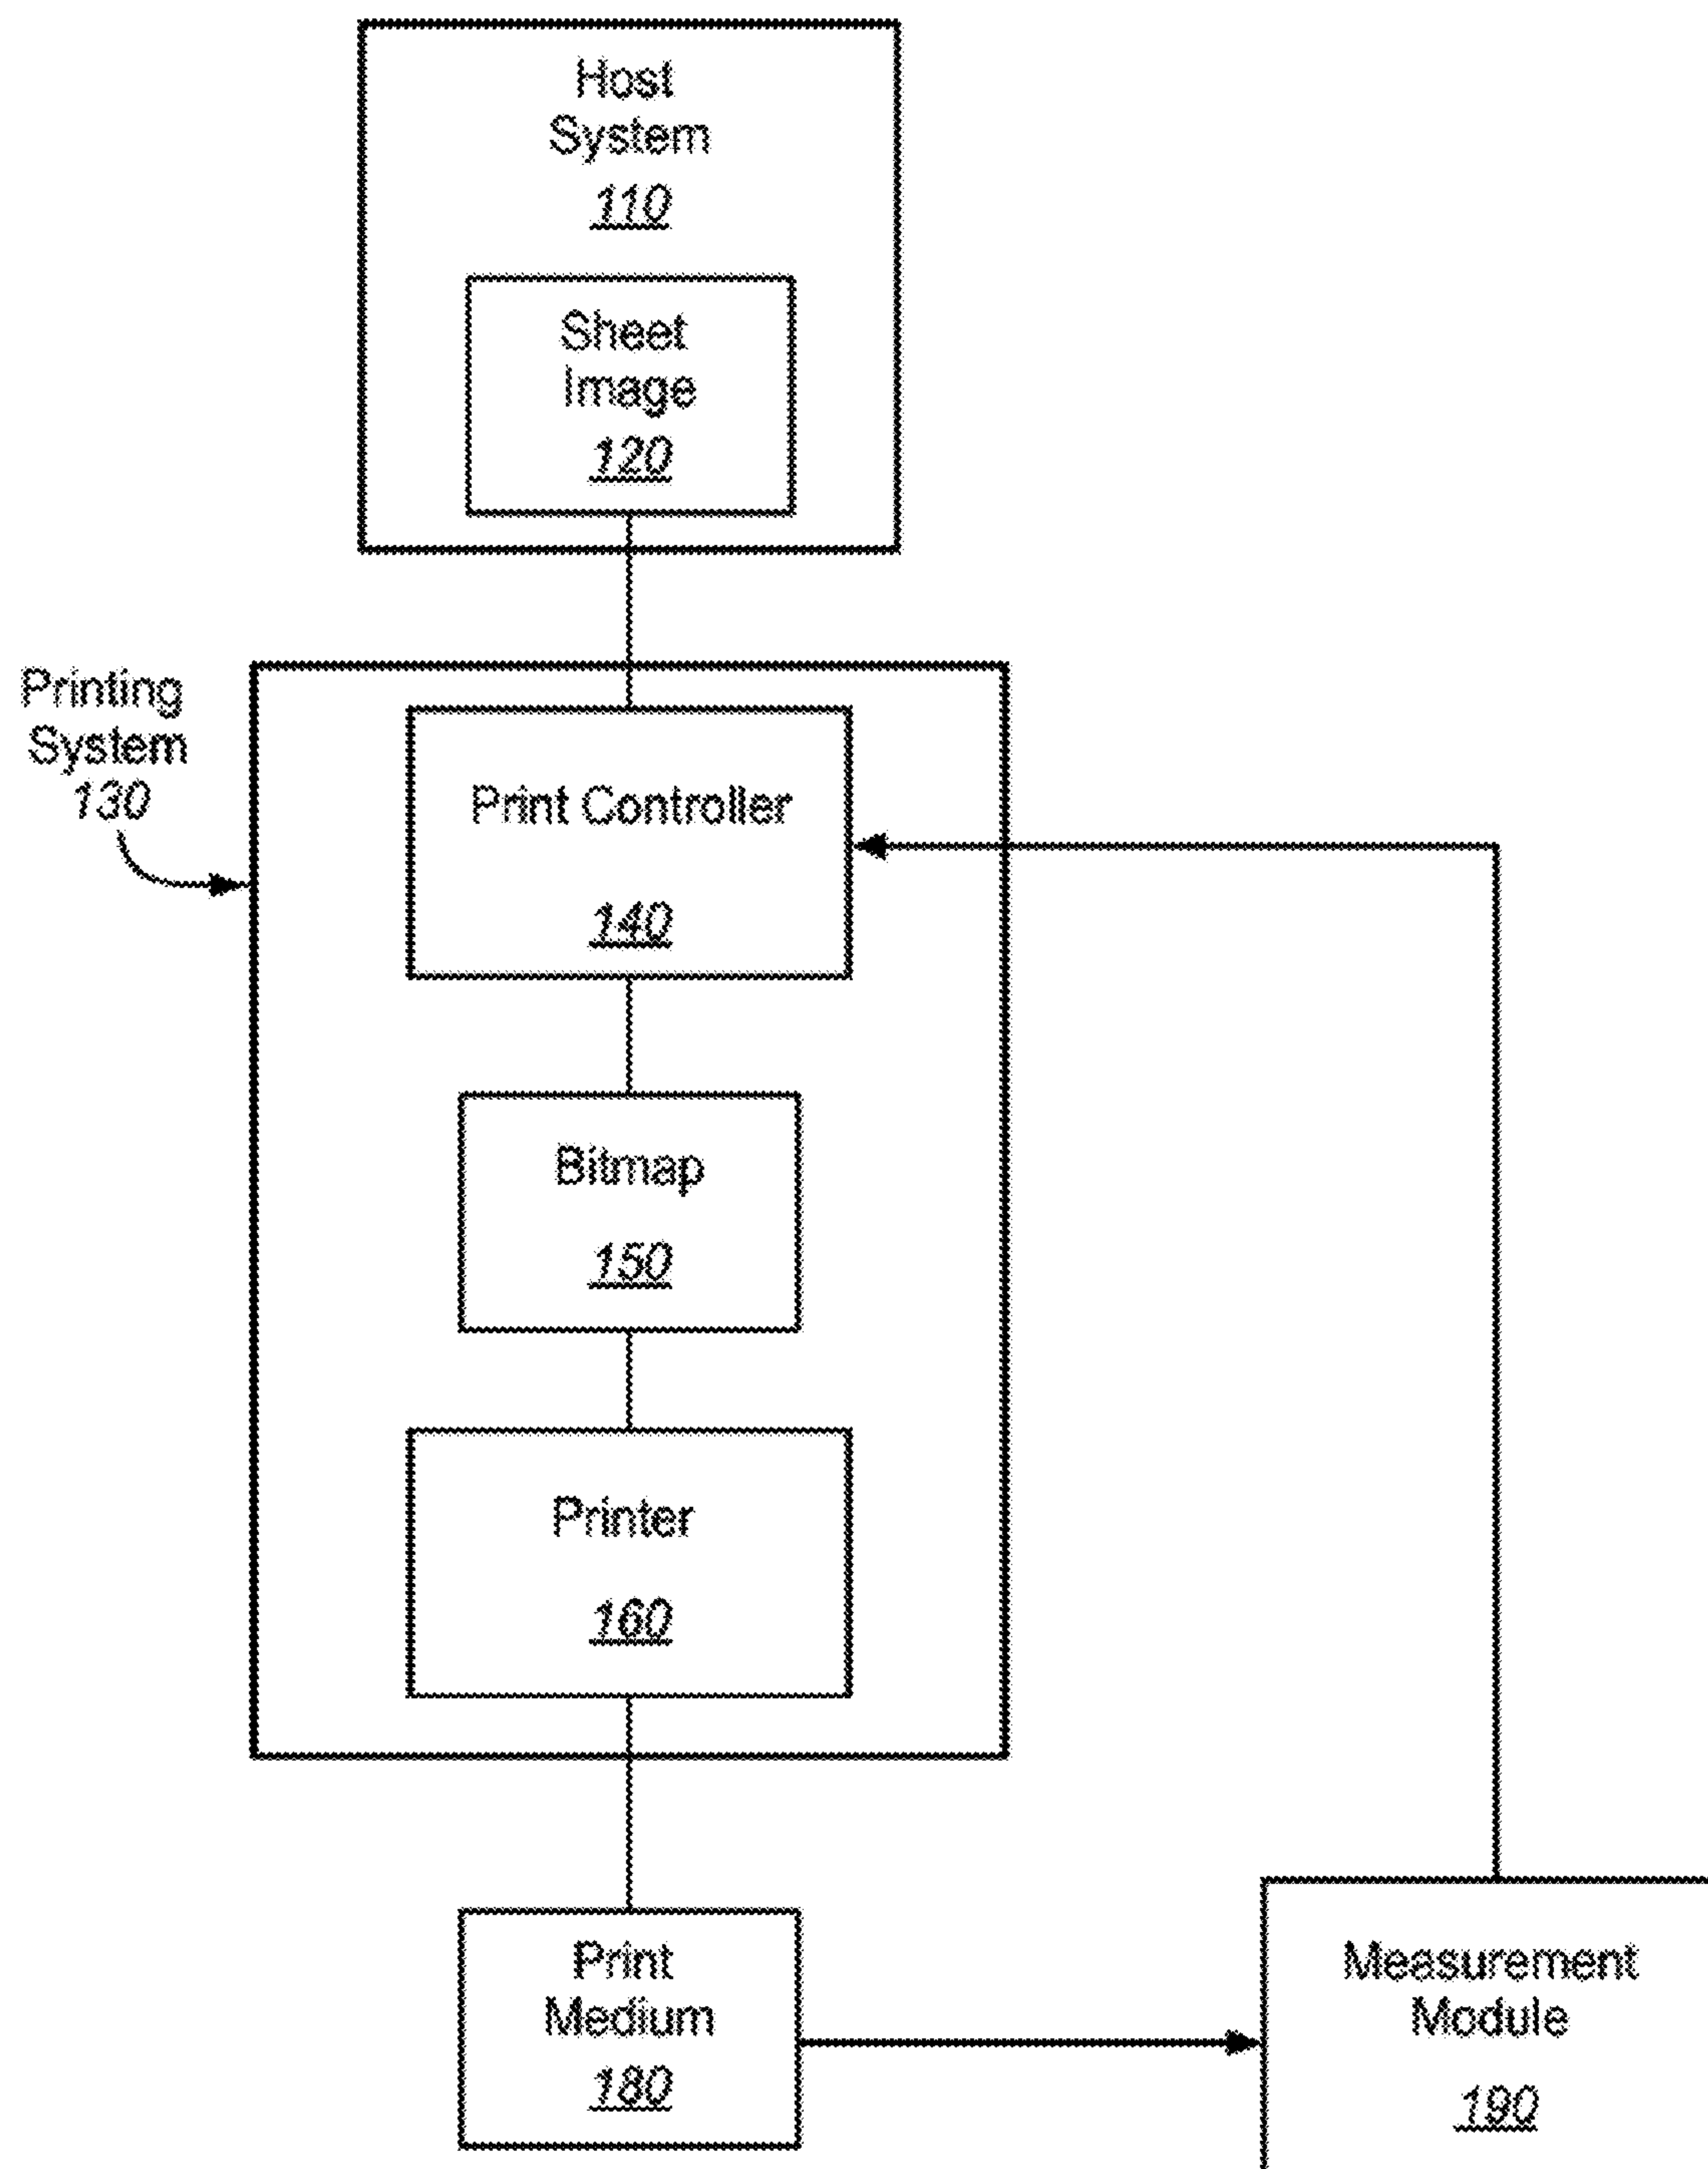 Host
System
110
Sheet
Image
120
Printing
System
130
Print Controller
140
Bitmap
150
Printer
160
Print
Medium
180
Measurement
Module
190